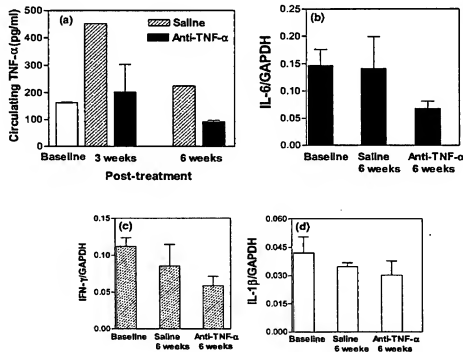 (a)
Circulating TNF-α(pg/ml)
500
400
300
200
100
0
Saline
Anti-TNF-α
Baseline
3 weeks
6 weeks
Post-treatment
(b)
IL-6/GAPDH
0.20
0.15
0.10
0.05
0.00
Baseline
Saline
6 weeks
Anti-TNF-α
6 weeks
(c)
IFN-γ/GAPDH
0.15
0.10
0.05
0.00
Baseline
Saline
6 weeks
Anti-TNF-α
6 weeks
(d)
IL-1β/GAPDH
0.060
0.045
0.030
0.015
0.000
Baseline
Saline
6 weeks
Anti-TNF-α
6 weeks